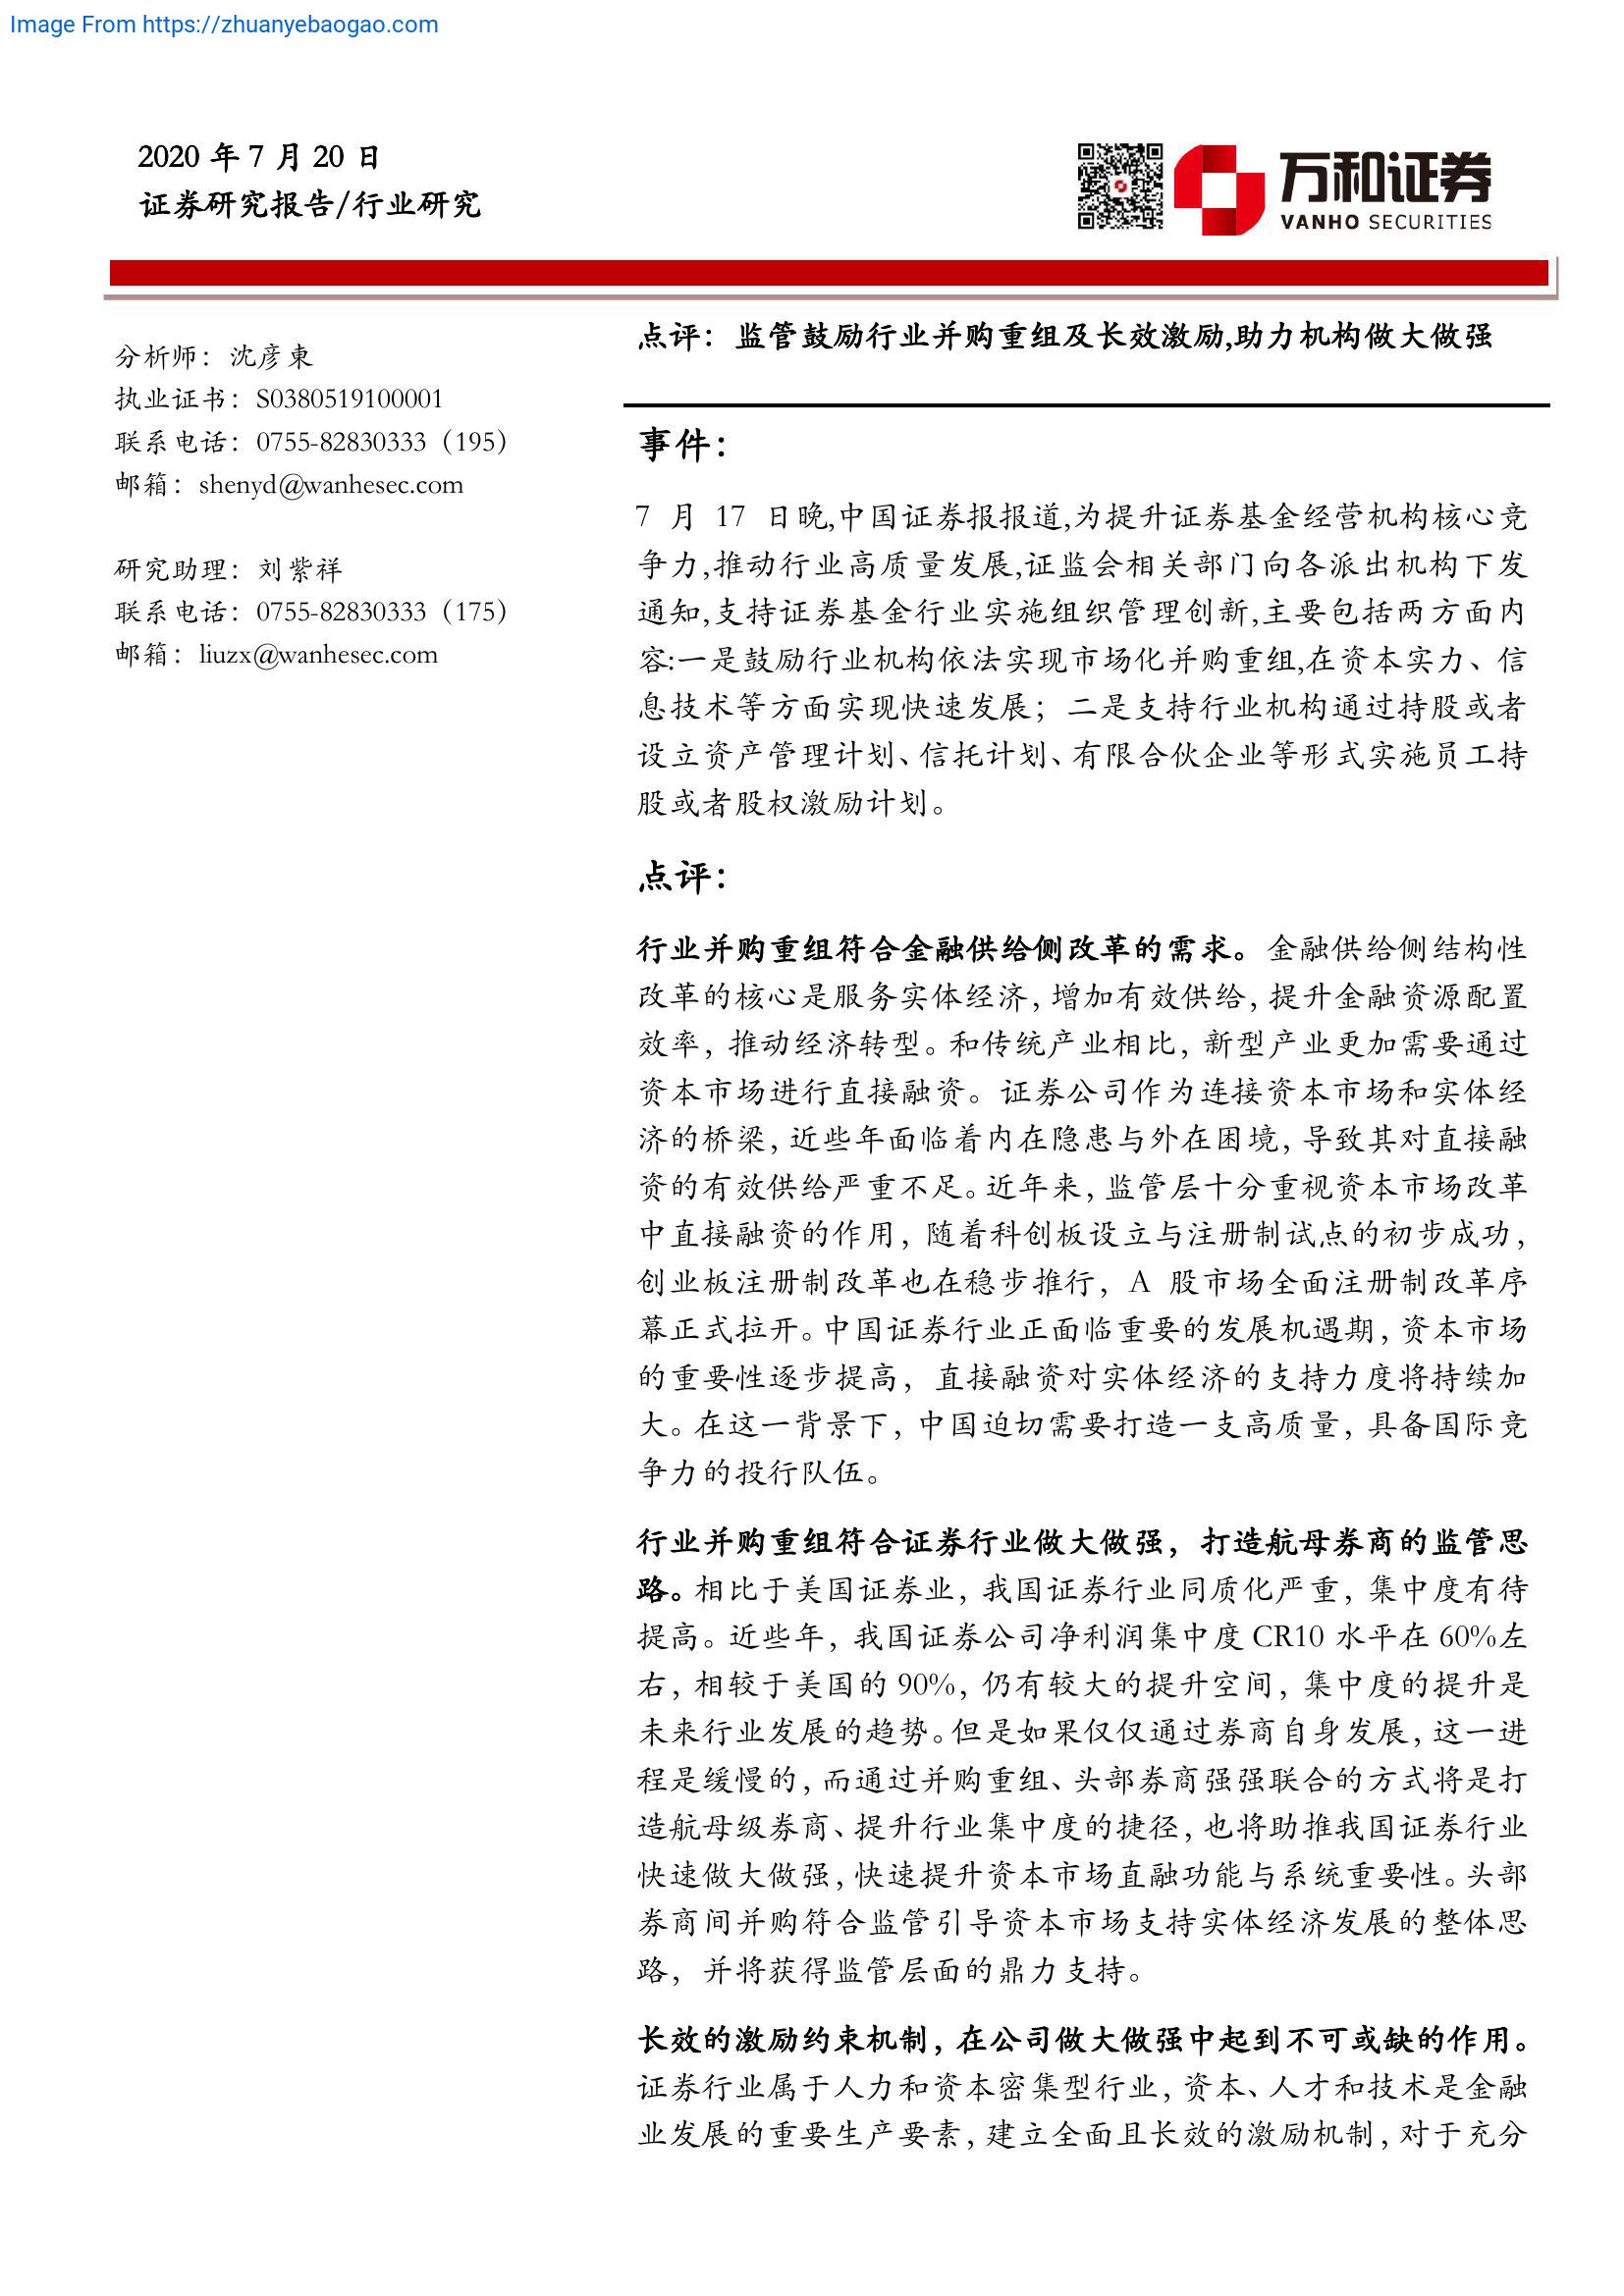 Image From https://zhuanyebaogao.com
2020 年 7 月 20 日
证券研究报告/行业研究
万和证券
VANHO SECURITIES
分析师：沈彦東
执业证书：S0380519100001
联系电话：0755-82830333（195）
邮箱：shenyd@wanhesec.com
研究助理：刘紫祥
联系电话：0755-82830333（175）
邮箱：liuzx@wanhesec.com
点评：监管鼓励行业并购重组及长效激励,助力机构做大做强
事件：
7 月 17 日晚,中国证券报报道,为提升证券基金经营机构核心竞
争力,推动行业高质量发展,证监会相关部门向各派出机构下发
通知,支持证券基金行业实施组织管理创新,主要包括两方面内
容:一是鼓励行业机构依法实现市场化并购重组,在资本实力、信
息技术等方面实现快速发展；二是支持行业机构通过持股或者
设立资产管理计划、信托计划、有限合伙企业等形式实施员工持
股或者股权激励计划。
点评：
行业并购重组符合金融供给侧改革的需求。金融供给侧结构性
改革的核心是服务实体经济，增加有效供给，提升金融资源配置
效率，推动经济转型。和传统产业相比，新型产业更加需要通过
资本市场进行直接融资。证券公司作为连接资本市场和实体经
济的桥梁，近些年面临着内在隐患与外在困境，导致其对直接融
资的有效供给严重不足。近年来，监管层十分重视资本市场改革
中直接融资的作用，随着科创板设立与注册制试点的初步成功，
创业板注册制改革也在稳步推行，A 股市场全面注册制改革序
幕正式拉开。中国证券行业正面临重要的发展机遇期，资本市场
的重要性逐步提高，直接融资对实体经济的支持力度将持续加
大。在这一背景下，中国迫切需要打造一支高质量，具备国际竞
争力的投行队伍。
行业并购重组符合证券行业做大做强，打造航母券商的监管思
路。相比于美国证券业，我国证券行业同质化严重，集中度有待
提高。近些年，我国证券公司净利润集中度 CR10 水平在 60%左
右，相较于美国的 90%，仍有较大的提升空间，集中度的提升是
未来行业发展的趋势。但是如果仅仅通过券商自身发展，这一进
程是缓慢的，而通过并购重组、头部券商强强联合的方式将是打
造航母级券商、提升行业集中度的捷径，也将助推我国证券行业
快速做大做强，快速提升资本市场直融功能与系统重要性。头部
券商间并购符合监管引导资本市场支持实体经济发展的整体思
路，并将获得监管层面的鼎力支持。
长效的激励约束机制，在公司做大做强中起到不可或缺的作用。
证券行业属于人力和资本密集型行业，资本、人才和技术是金融
业发展的重要生产要素，建立全面且长效的激励机制，对于充分